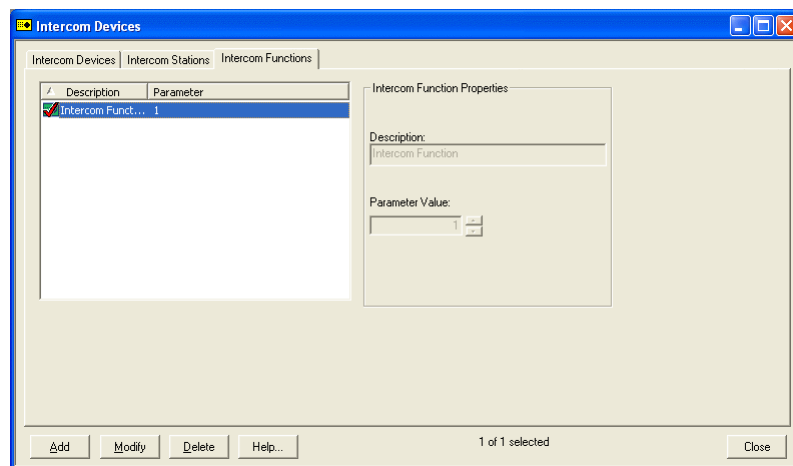 Intercom Devices
Intercom Devices Intercom Stations Intercom Functions
Description Parameter
Intercom Funct... 1
Intercom Function Properties
Description:
Intercom Function
Parameter Value:
1
Add Modify Delete Help... 1 of 1 selected Close